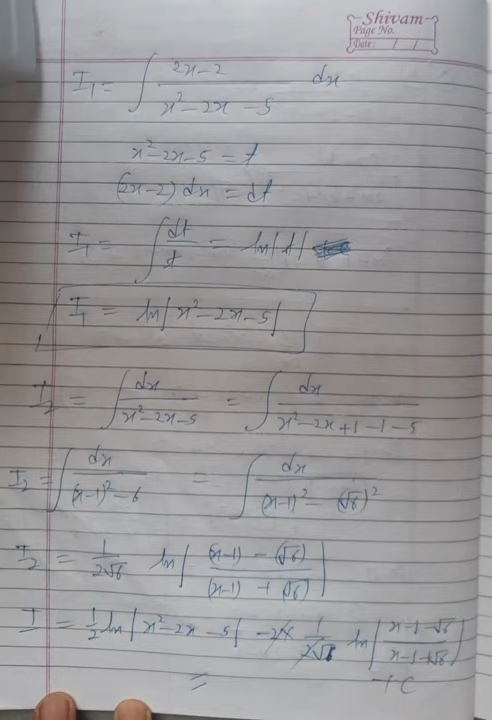 Shivam
Page No.
Date: / /
I₁ = ∫ (2x-2)/(x²-2x-5) dx
x²-2x-5 = t
(2x-2) dx = dt
I₁ = ∫ dt/t = ln|t|
I₁ = ln|x²-2x-5|
I₂ = ∫ dx/(x²-2x-5) = ∫ dx/(x²-2x+1-1-5)
I₂ = ∫ dx/((x-1)²-6) = ∫ dx/((x-1)²-(√6)²)
I₂ = 1/(2√6) ln|((x-1)-(√6))/((x-1)+(√6))|
I = 1/2 ln|x²-2x-5| -2× 1/(2√6) ln|(x-1-√6)/(x-1+√6)|
+C